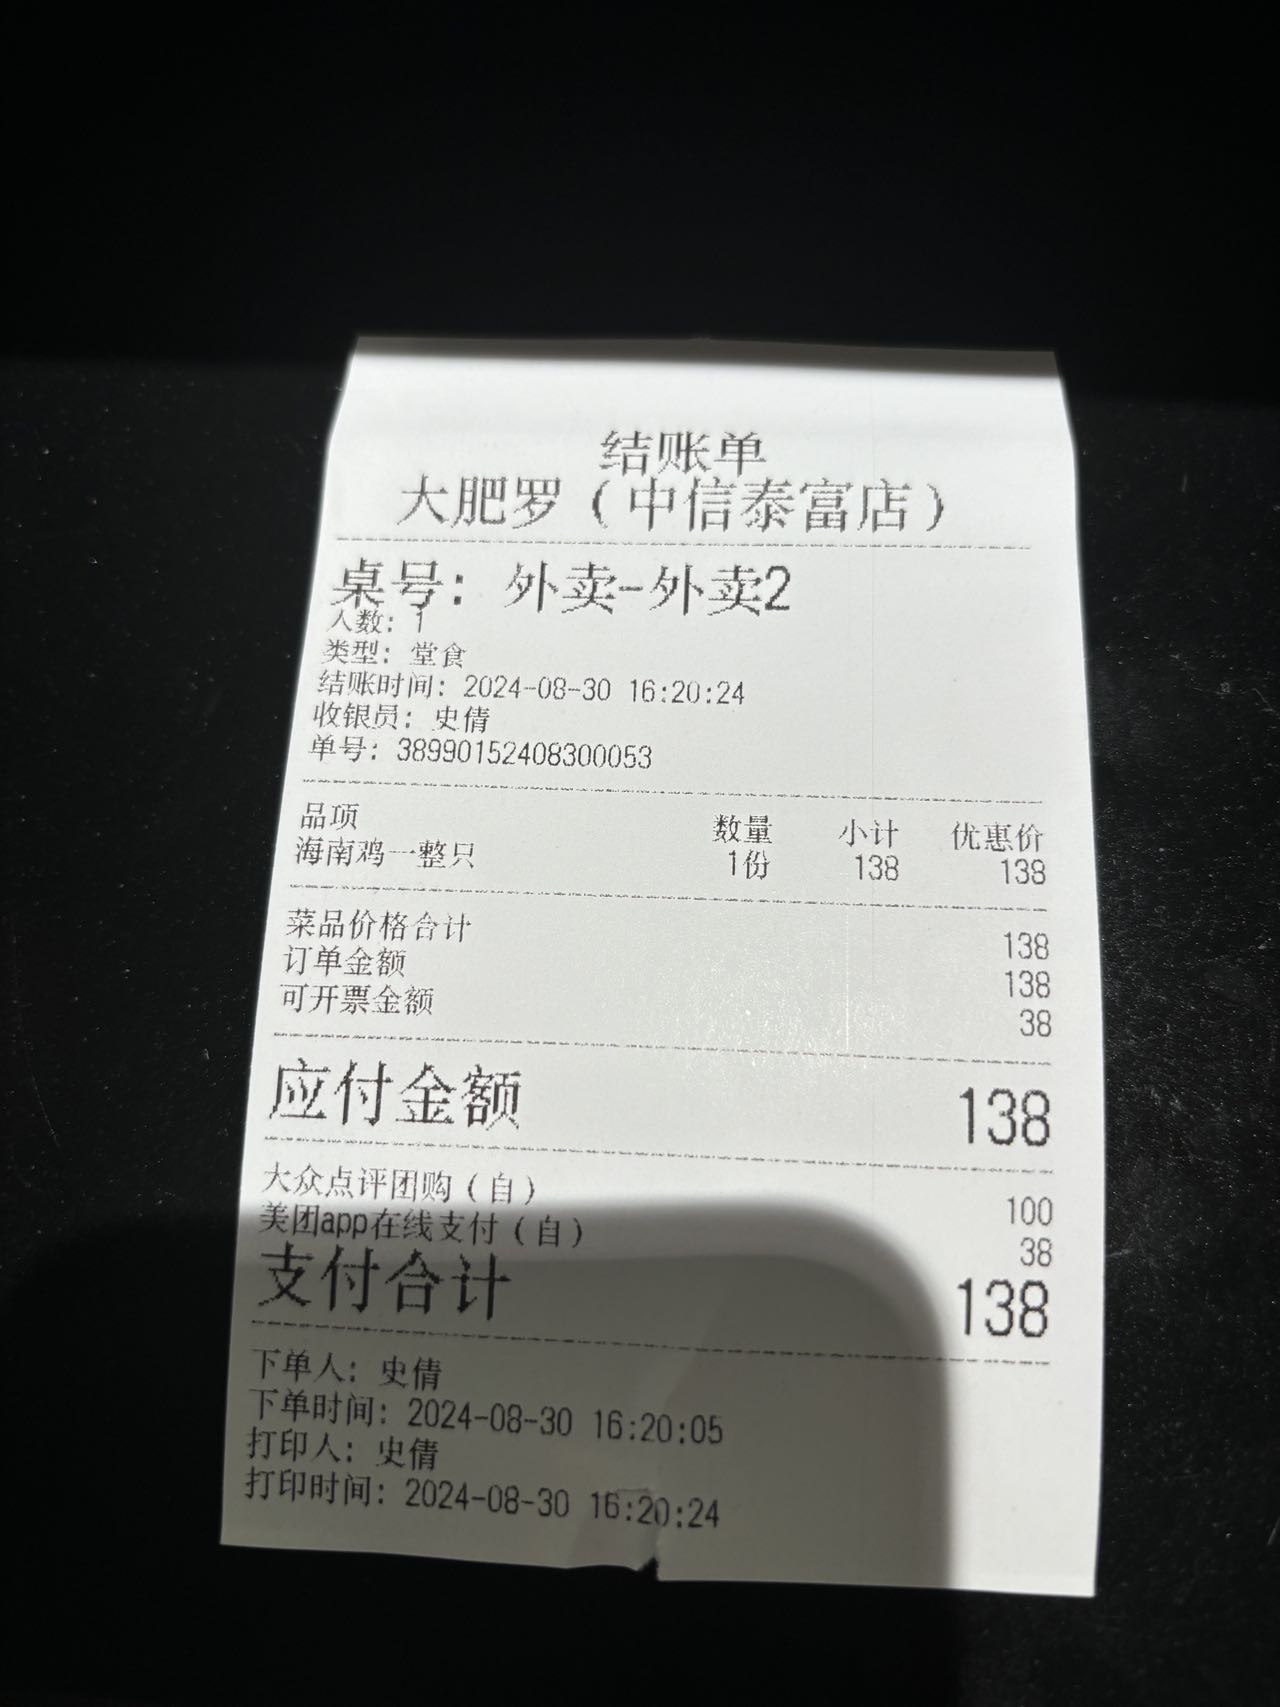 结账单
大肥罗（中信泰富店）
桌号：外卖-外卖2
人数：1
类型：堂食
结账时间：2024-08-30 16:20:24
收银员：史倩
单号：38990152408300053
品项 数量 小计 优惠价
海南鸡一整只 1份 138 138
菜品价格合计 138
订单金额 138
可开票金额 38
应付金额 138
大众点评团购（自） 100
美团app在线支付（自） 38
支付合计 138
下单人：史倩
下单时间：2024-08-30 16:20:05
打印人：史倩
打印时间：2024-08-30 16:20:24